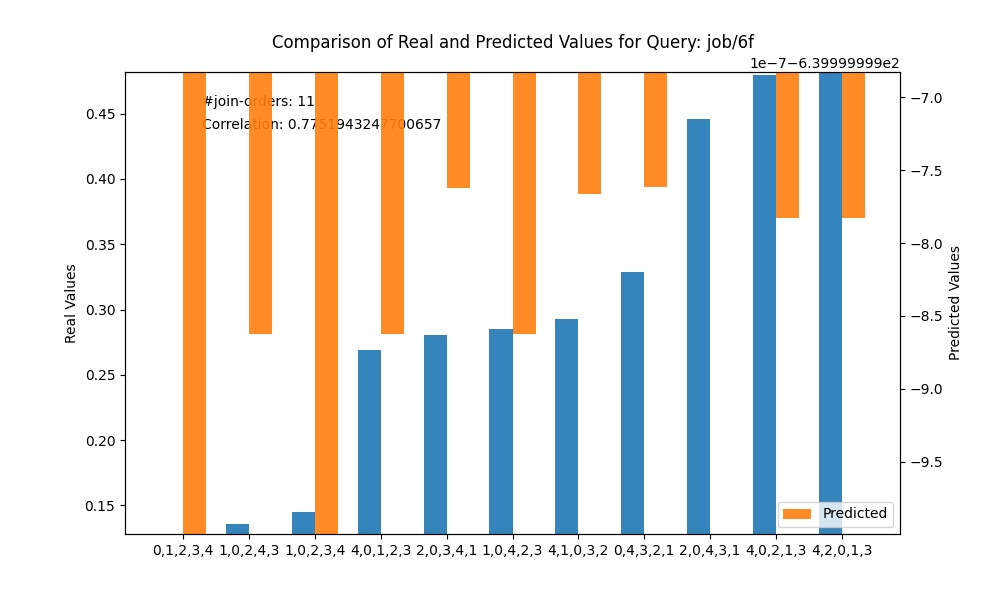 Comparison of Real and Predicted Values for Query: job/6f
1e−7−6.39999999e2
#join-orders: 11
Correlation: 0.7751943247700657
0.45
0.40
0.35
0.30
0.25
0.20
0.15
Real Values
−7.0
−7.5
−8.0
−8.5
−9.0
−9.5
Predicted Values
Predicted
0,1,2,3,4 1,0,2,4,3 1,0,2,3,4 4,0,1,2,3 2,0,3,4,1 1,0,4,2,3 4,1,0,3,2 0,4,3,2,1 2,0,4,3,1 4,0,2,1,3 4,2,0,1,3